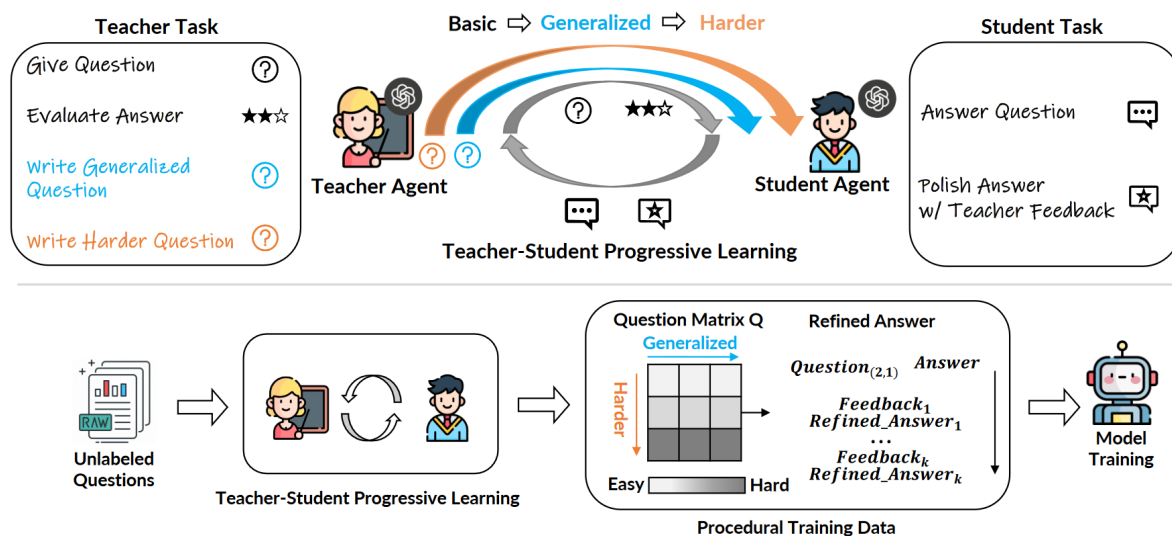 Teacher Task
Give Question
Evaluate Answer
Write Generalized
Question
Write Harder Question
Basic Generalized Harder
Teacher Agent
Student Agent
Teacher-Student Progressive Learning
Student Task
Answer Question
Polish Answer
w/ Teacher Feedback
RAW
Unlabeled
Questions
Teacher-Student Progressive Learning
Question Matrix Q
Generalized
Harder
Easy Hard
Refined Answer
Question(2,1) Answer
Feedback1
Refined_Answer1
...
Feedbackk
Refined_Answerk
Procedural Training Data
Model
Training